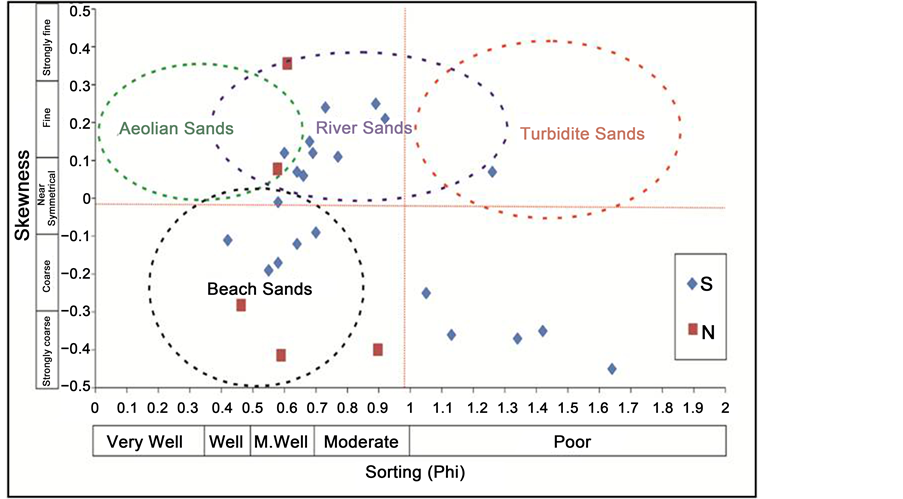 Skewness
Strongly fine
Fine
Near
Symmetrical
Coarse
Strongly coarse
0.5
0.4
0.3
0.2
0.1
0
−0.1
−0.2
−0.3
−0.4
−0.5
Aeolian Sands
River Sands
Turbidite Sands
Beach Sands
S
N
0 0.1 0.2 0.3 0.4 0.5 0.6 0.7 0.8 0.9 1 1.1 1.2 1.3 1.4 1.5 1.6 1.7 1.8 1.9 2
Very Well Well M.Well Moderate Poor
Sorting (Phi)